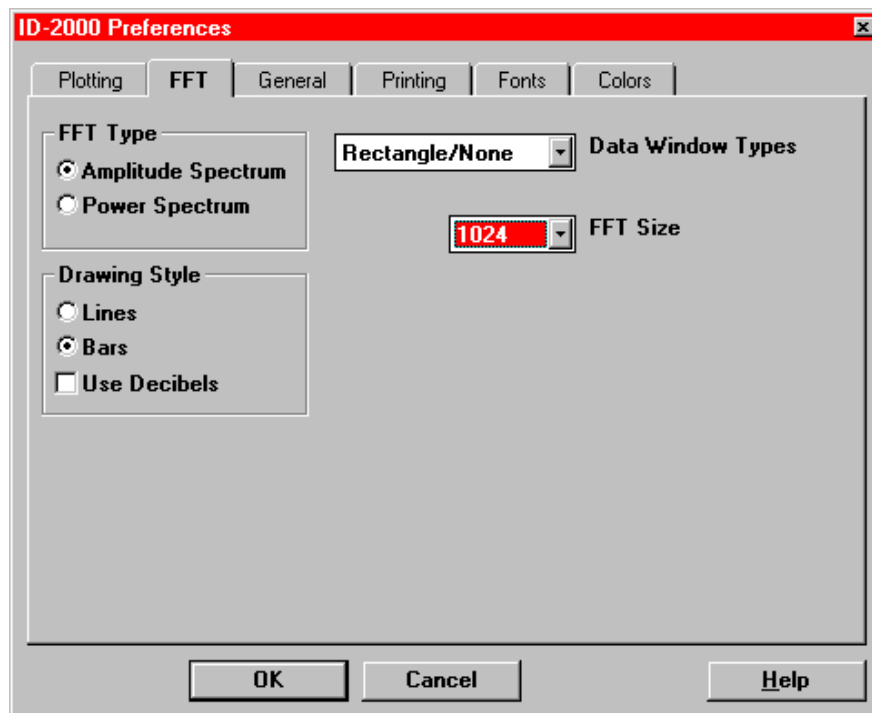 ID-2000 Preferences
Plotting FFT General Printing Fonts Colors
FFT Type
Amplitude Spectrum
Power Spectrum
Rectangle/None Data Window Types
1024 FFT Size
Drawing Style
Lines
Bars
Use Decibels
OK Cancel Help